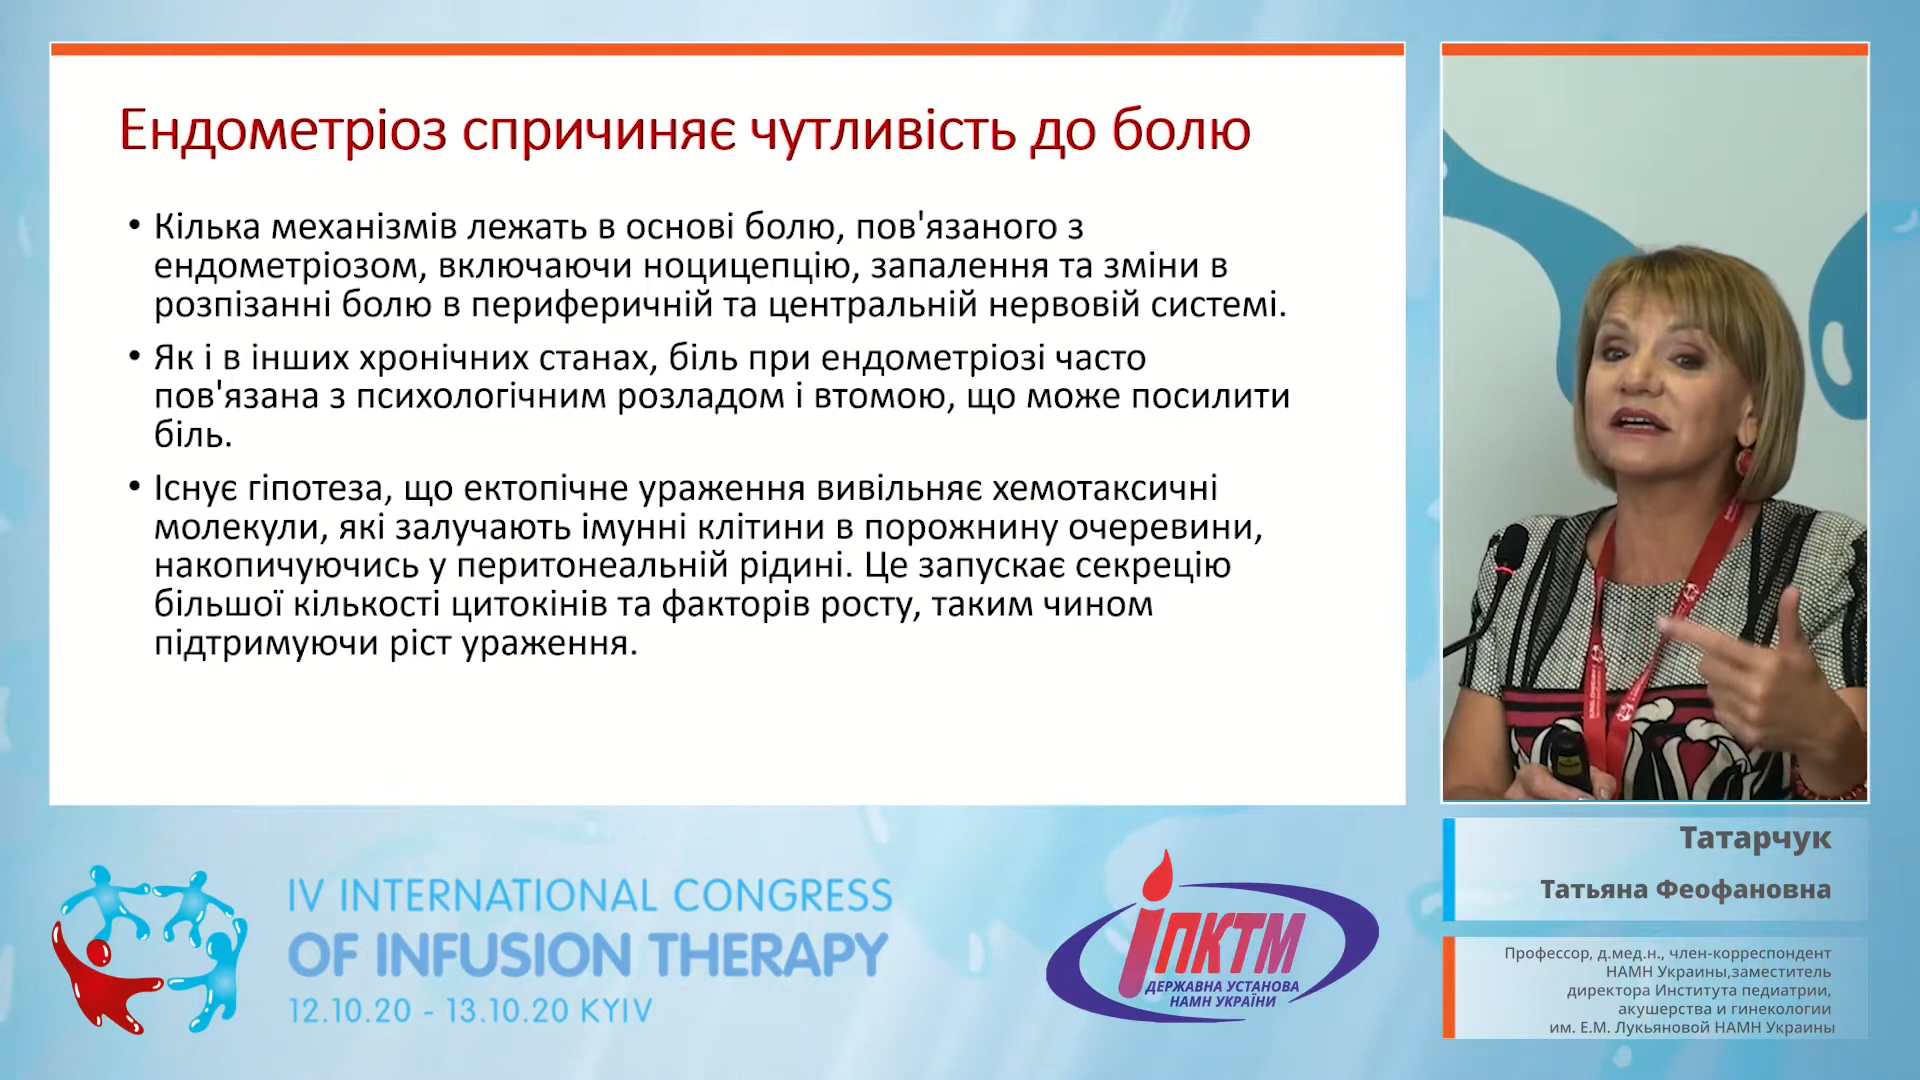 Ендометріоз спричиняє чутливість до болю
• Кілька механізмів лежать в основі болю, пов'язаного з
ендометріозом, включаючи ноцицепцію, запалення та зміни в
розпізанні болю в периферичній та центральній нервовій системі.
• Як і в інших хронічних станах, біль при ендометріозі часто
пов'язана з психологічним розладом і втомою, що може посилити
біль.
• Існує гіпотеза, що ектопічне ураження вивільняє хемотаксичні
молекули, які залучають імунні клітини в порожнину очеревини,
накопичуючись у перитонеальній рідині. Це запускає секрецію
більшої кількості цитокінів та факторів росту, таким чином
підтримуючи ріст ураження.
IV INTERNATIONAL CONGRESS
OF INFUSION THERAPY
12.10.20 - 13.10.20 KYIV
ІПКТМ
ДЕРЖАВНА УСТАНОВА
НАМН УКРАЇНИ
Татарчук
Татьяна Феофановна
Профессор, д.мед.н., член-корреспондент
НАМН Украины,заместитель
директора Института педиатрии,
акушерства и гинекологии
им. Е.М. Лукьяновой НАМН Украины